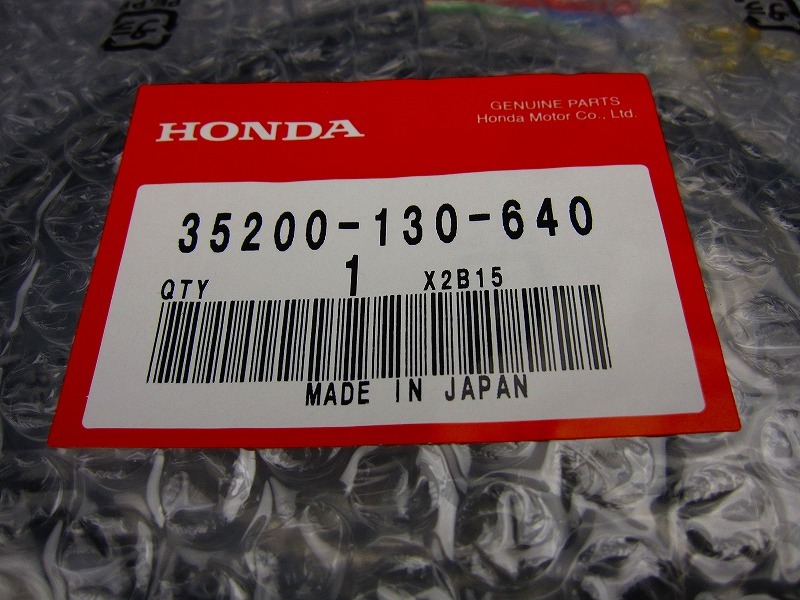 HONDA
GENUINE PARTS
Honda Motor Co., Ltd.
35200-130-640
QTY 1 X2B15
MADE IN JAPAN